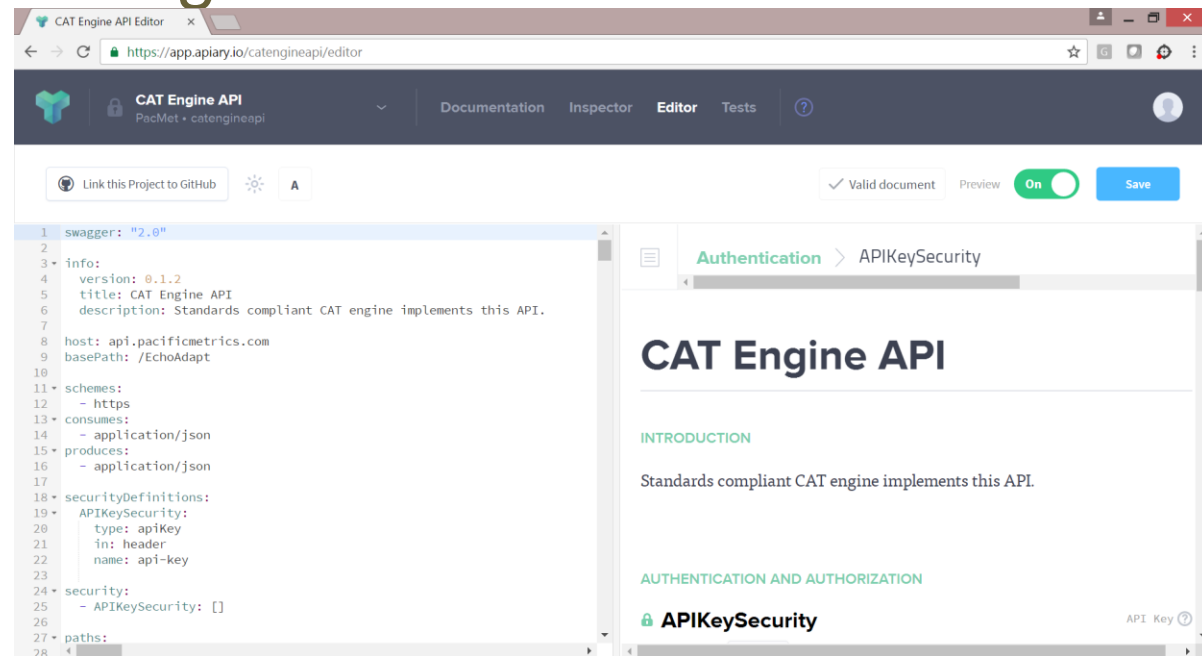 CAT Engine API Editor
https://app.apiary.io/catengineapi/editor
CAT Engine API
PacMet • catengineapi
Documentation Inspector Editor Tests ?
Link this Project to GitHub A Valid document Preview On Save
1 swagger: "2.0"
2
3 info:
4 version: 0.1.2
5 title: CAT Engine API
6 description: Standards compliant CAT engine implements this API.
7
8 host: api.pacificmetrics.com
9 basePath: /EchoAdapt
10
11 schemes:
12 - https
13 consumes:
14 - application/json
15 produces:
16 - application/json
17
18 securityDefinitions:
19 APIKeySecurity:
20 type: apiKey
21 in: header
22 name: api-key
23
24 security:
25 - APIKeySecurity: []
26
27 paths:
28
Authentication > APIKeySecurity
CAT Engine API
INTRODUCTION
Standards compliant CAT engine implements this API.
AUTHENTICATION AND AUTHORIZATION
APIKeySecurity API Key ?